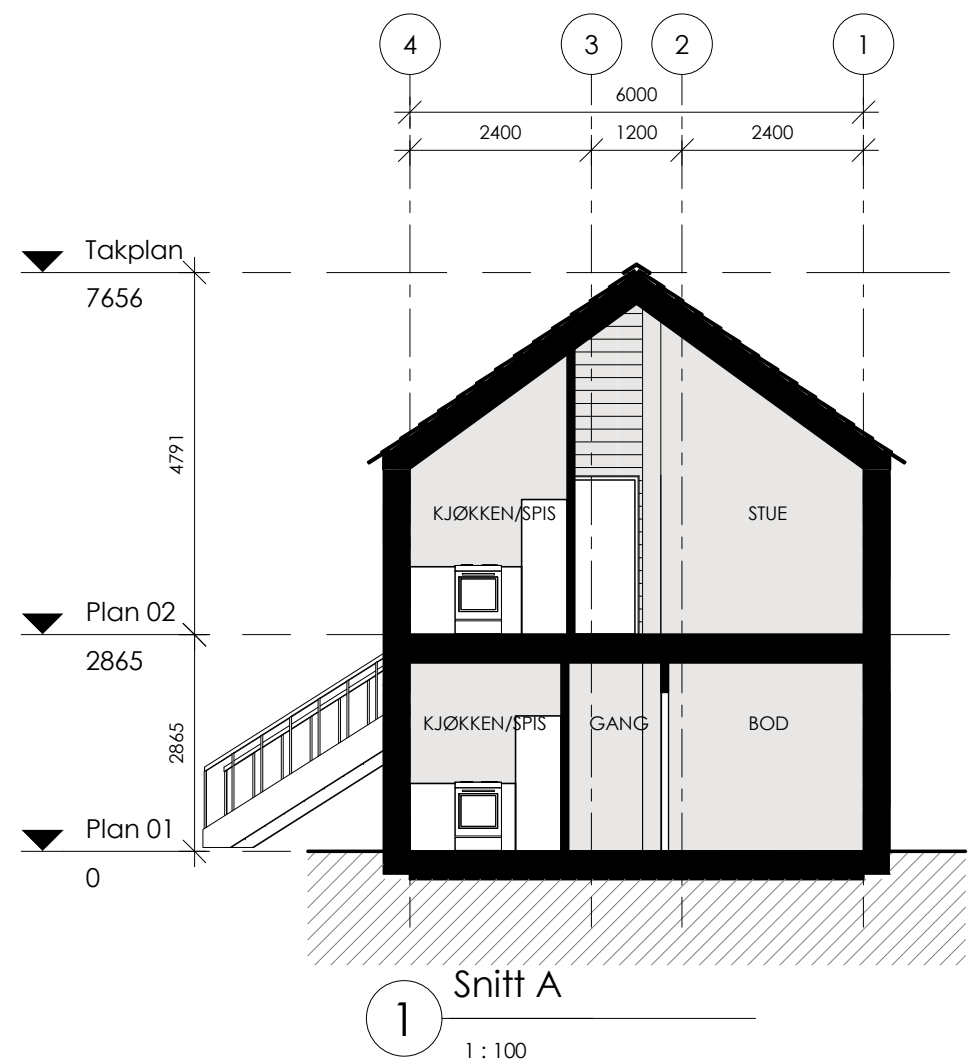 4 3 2 1
6000
2400 1200 2400
Takplan
7656
4791
KJØKKEN/SPIS STUE
Plan 02
2865
2865
KJØKKEN/SPIS GANG BOD
Plan 01
0
Snitt A
1
1 : 100